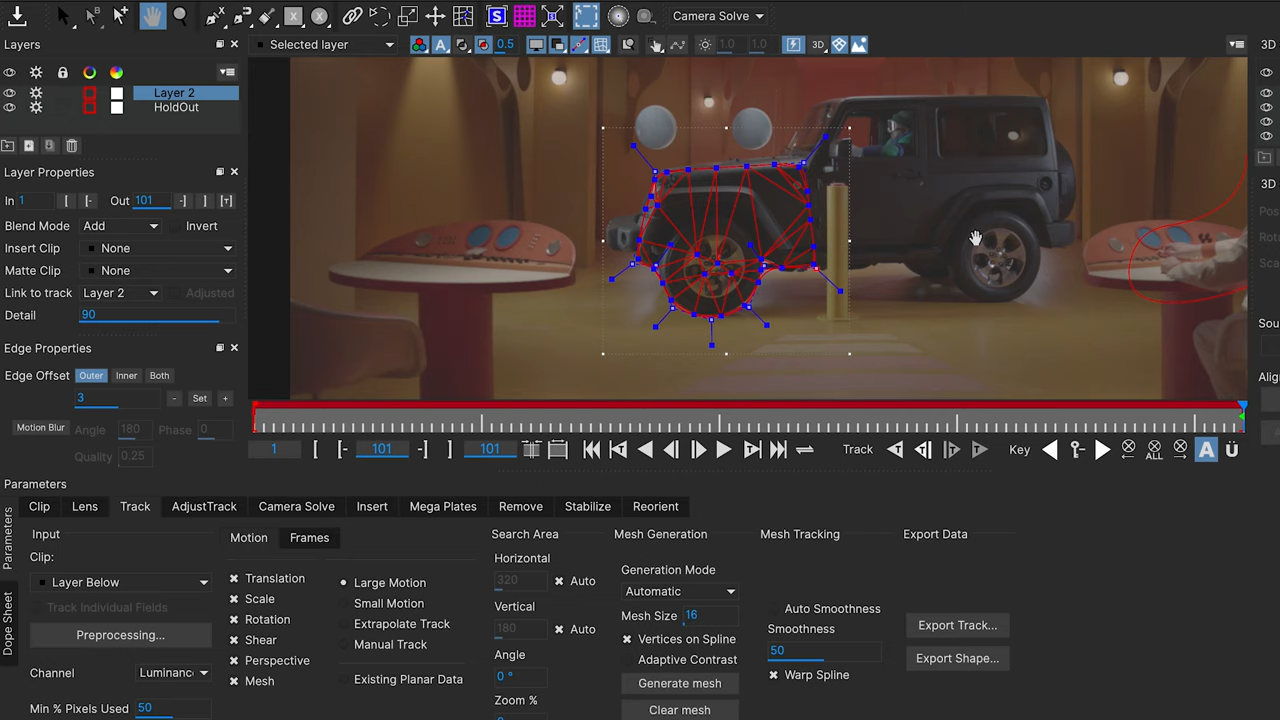 Camera Solve
Layers
Selected layer
0.5
1.0
1.0
3D
3D
Layer 2
HoldOut
Layer Properties
In 1
Out 101
Blend Mode Add Invert
Insert Clip None
Matte Clip None
Link to track Layer 2 Adjusted
Detail 90
Edge Properties
Edge Offset Outer Inner Both
3 - Set +
Motion Blur Angle 180 Phase 0
Quality 0.25
Sou
Align
1 101 101 Track Key ALL A Ü
Parameters
Clip Lens Track AdjustTrack Camera Solve Insert Mega Plates Remove Stabilize Reorient
Parameters
Dope Sheet
Input
Clip:
Layer Below
Track Individual Fields
Preprocessing...
Channel Luminanc
Min % Pixels Used 50
Motion Frames
Translation
Scale
Rotation
Shear
Perspective
Mesh
Large Motion
Small Motion
Extrapolate Track
Manual Track
Existing Planar Data
Search Area
Horizontal
320 Auto
Vertical
180 Auto
Angle
0 °
Zoom %
Mesh Generation
Generation Mode
Automatic
Mesh Size 16
Vertices on Spline
Adaptive Contrast
Generate mesh
Clear mesh
Mesh Tracking
Auto Smoothness
Smoothness
50
Warp Spline
Export Data
Export Track...
Export Shape...